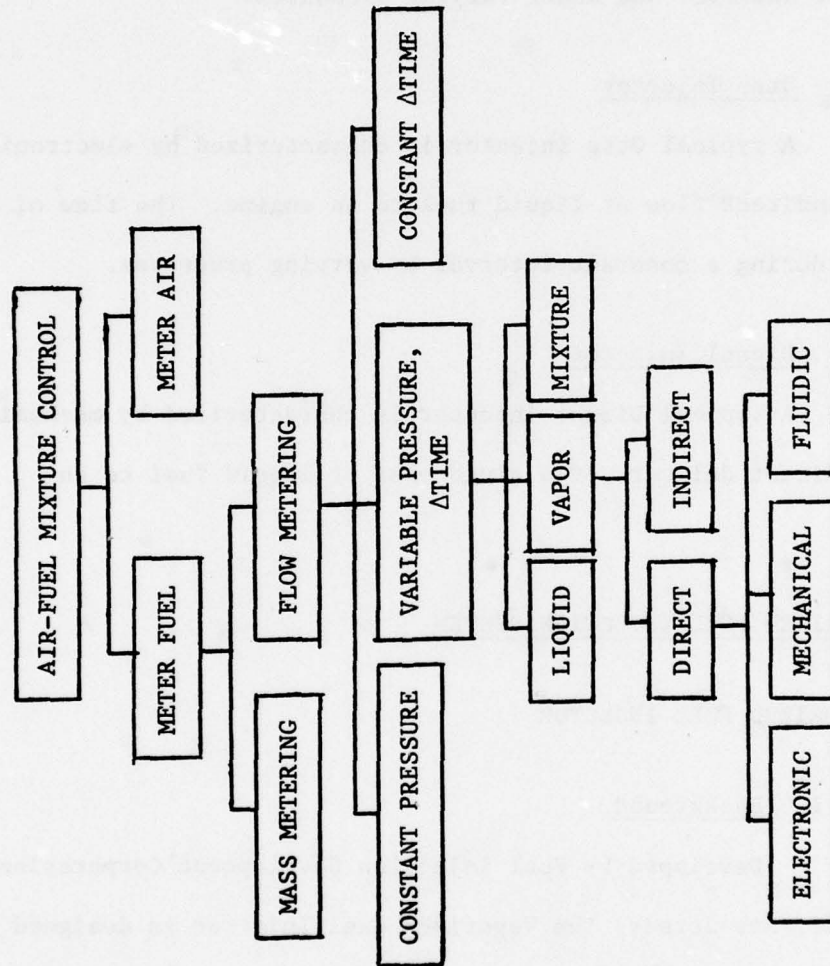 AIR-FUEL MIXTURE CONTROL
METER FUEL
METER AIR
MASS METERING
FLOW METERING
CONSTANT PRESSURE
VARIABLE PRESSURE,
ΔTIME
CONSTANT ΔTIME
LIQUID
VAPOR
MIXTURE
DIRECT
INDIRECT
ELECTRONIC
MECHANICAL
FLUIDIC